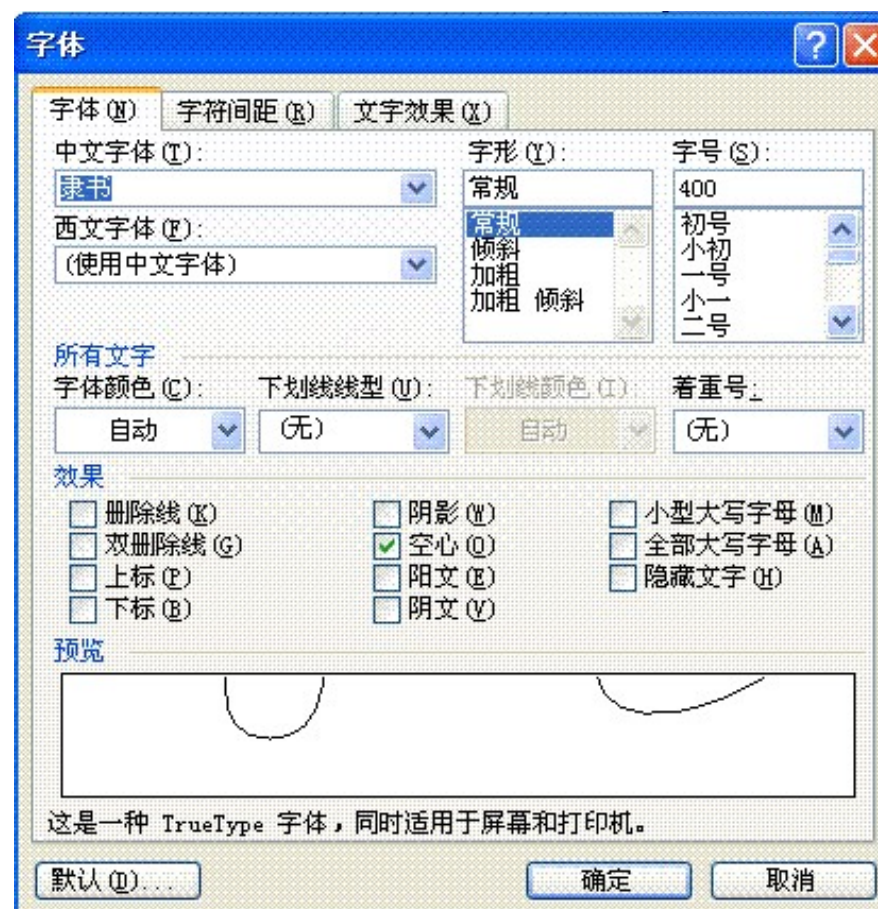 字体
字体(N) 字符间距(R) 文字效果(X)
中文字体(T): 字形(Y): 字号(S):
隶书 常规 400
西文字体(F): 常规 初号
(使用中文字体) 倾斜 小初
加粗 一号
加粗 倾斜 小一
二号
所有文字
字体颜色(C): 下划线线型(U): 下划线颜色(I): 着重号:
自动 (无) 自动 (无)
效果
删除线(K) 阴影(W) 小型大写字母(M)
双删除线(G) 空心(O) 全部大写字母(A)
上标(P) 阳文(E) 隐藏文字(H)
下标(B) 阴文(V)
预览
这是一种 TrueType 字体，同时适用于屏幕和打印机。
默认(D)... 确定 取消